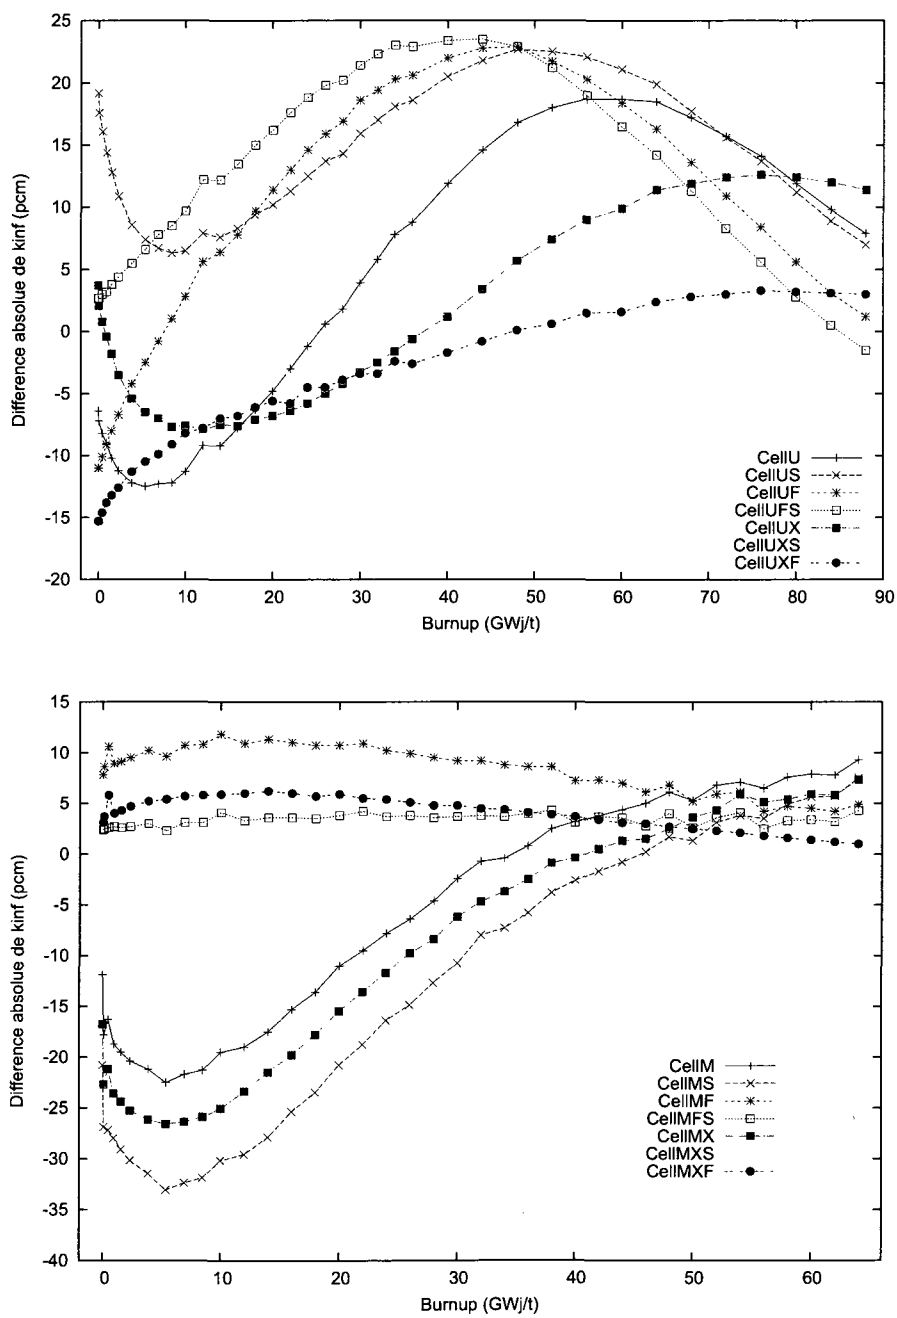 25
20
15
10
5
0
-5
-10
-15
-20
Difference absolue de kinf (pcm)
CellU
CellUS
CellUF
CellUFS
CellUX
CellUXS
CellUXF
0 10 20 30 40 50 60 70 80 90
Burnup (GWj/t)
15
10
5
0
-5
-10
-15
-20
-25
-30
-35
-40
Difference absolue de kinf (pcm)
CellM
CellMS
CellMF
CellMFS
CellMX
CellMXS
CellMXF
0 10 20 30 40 50 60
Burnup (GWj/t)